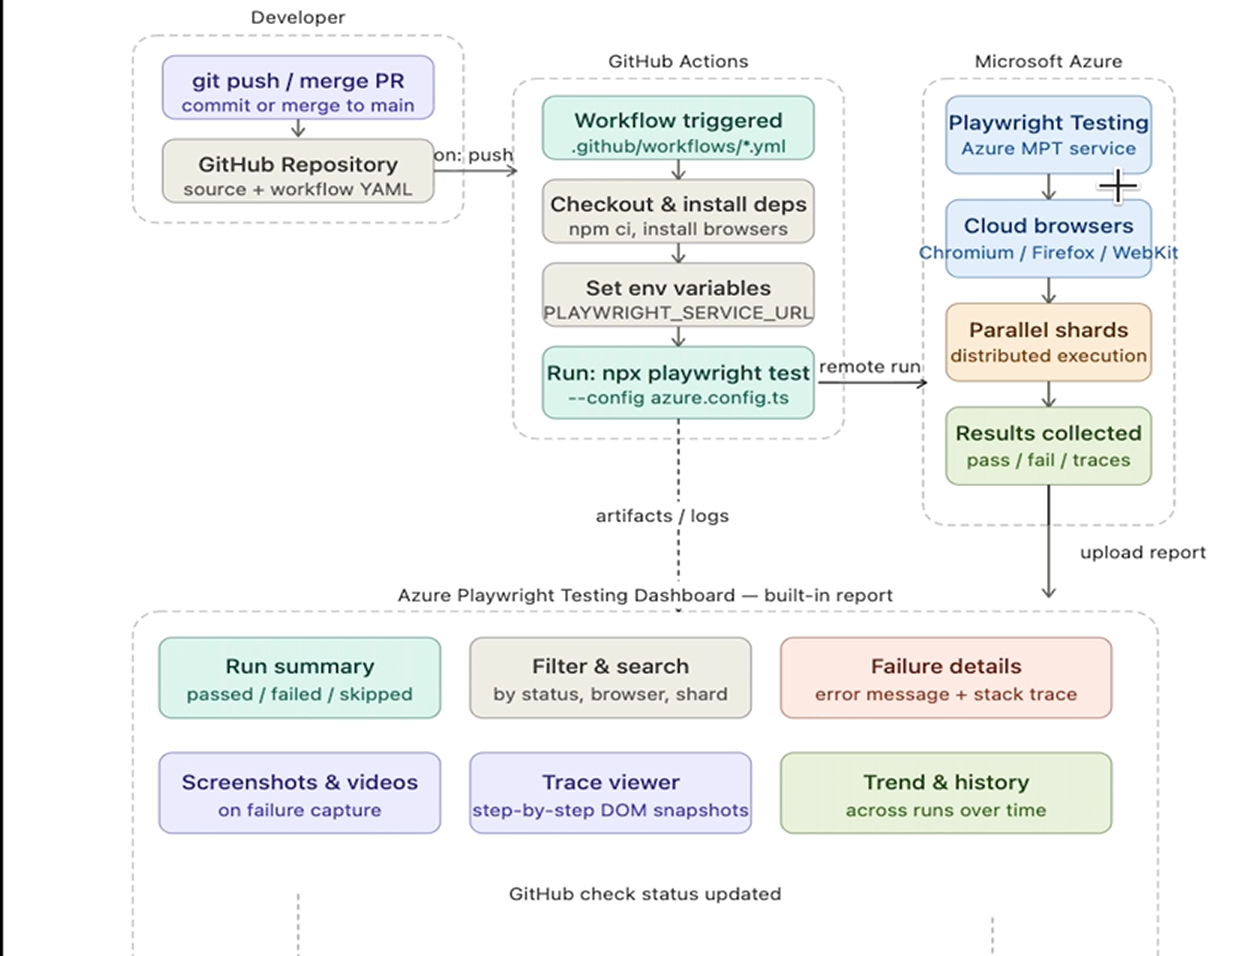 Developer
git push / merge PR
commit or merge to main
GitHub Repository
source + workflow YAML
on: push
GitHub Actions
Workflow triggered
.github/workflows/*.yml
Checkout & install deps
npm ci, install browsers
Set env variables
PLAYWRIGHT_SERVICE_URL
Run: npx playwright test
--config azure.config.ts
remote run
Microsoft Azure
Playwright Testing
Azure MPT service
Cloud browsers
Chromium / Firefox / WebKit
Parallel shards
distributed execution
Results collected
pass / fail / traces
artifacts / logs
upload report
Azure Playwright Testing Dashboard — built-in report
Run summary
passed / failed / skipped
Filter & search
by status, browser, shard
Failure details
error message + stack trace
Screenshots & videos
on failure capture
Trace viewer
step-by-step DOM snapshots
Trend & history
across runs over time
GitHub check status updated